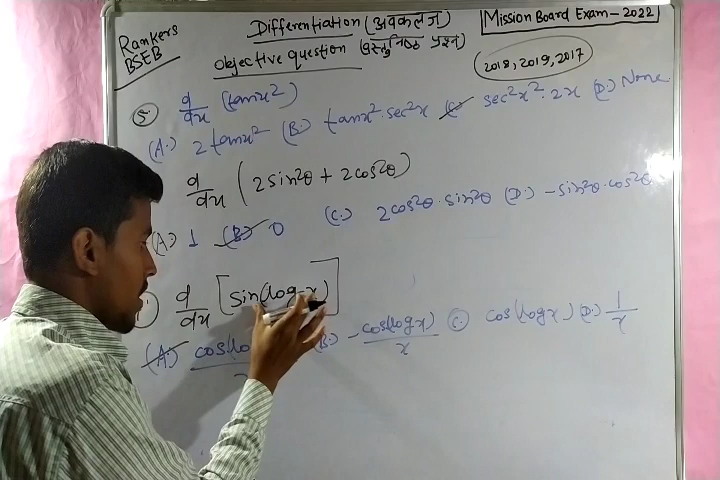 Rankers
BSEB
Differentiation (अवकलज)
Mission Board Exam - 2022
objective question (वस्तुनिष्ठ प्रश्न)
2018, 2019, 2017
5. d/dx (tanx²)
(A.) 2 tanx² (B.) tanx². sec²x (C.) sec²x². 2x (D.) None.
d/dx (2sin²θ + 2cos²θ)
(A.) 1 (B.) 0 (C.) 2cos²θ. sin²θ (D.) -sin²θ. cos²θ
d/dx [sin(log x)]
(A.) (B.) -cos(log x)/x (C.) cos(log x) (D.) 1/x